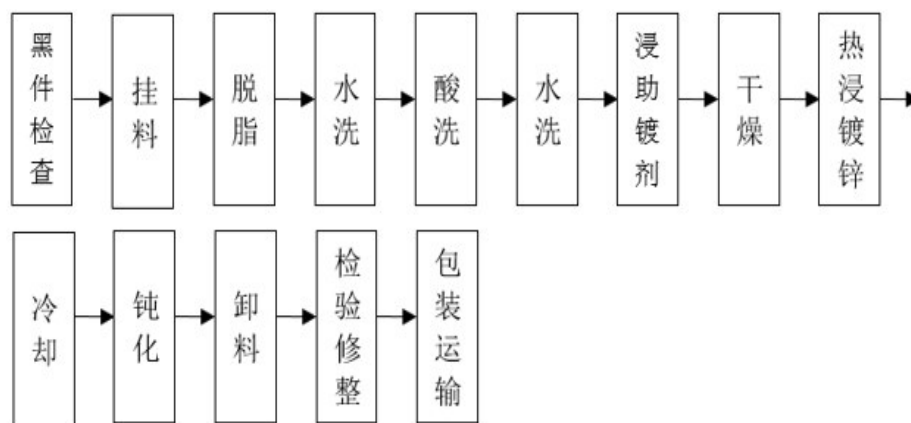 黑件检查
挂料
脱脂
水洗
酸洗
水洗
浸助镀剂
干燥
热浸镀锌
冷却
钝化
卸料
检验修整
包装运输